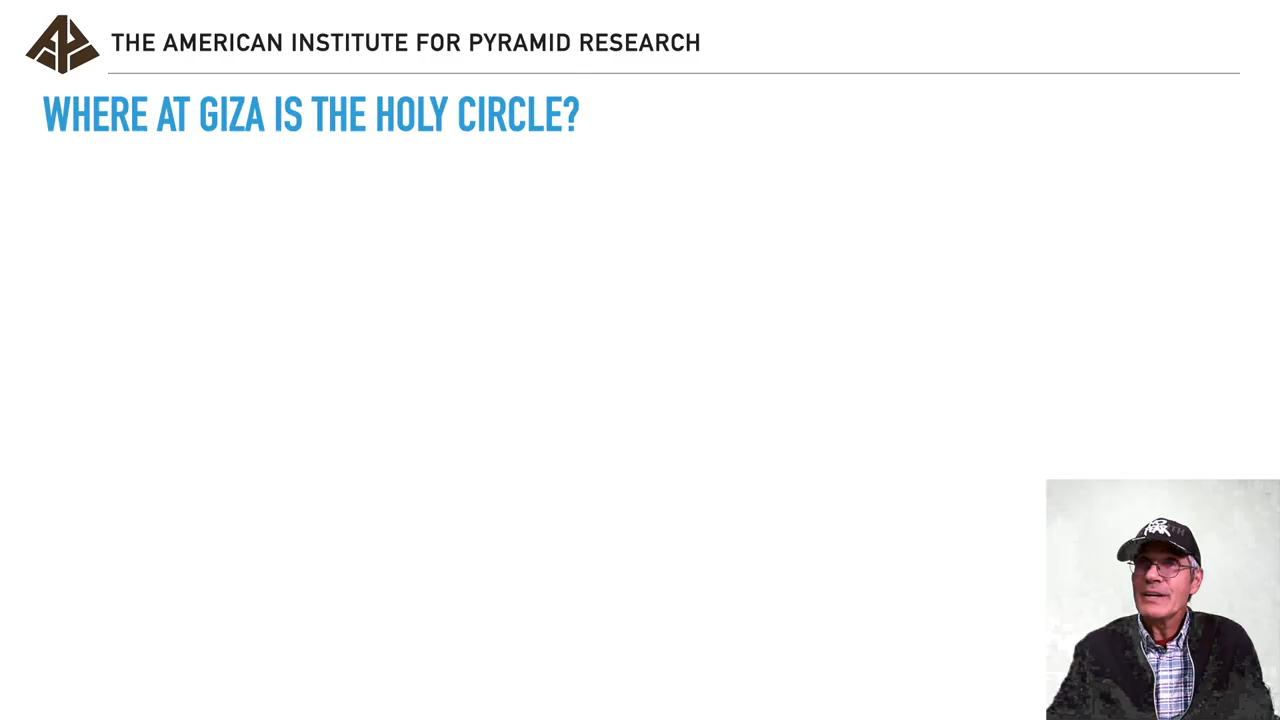 THE AMERICAN INSTITUTE FOR PYRAMID RESEARCH
WHERE AT GIZA IS THE HOLY CIRCLE?